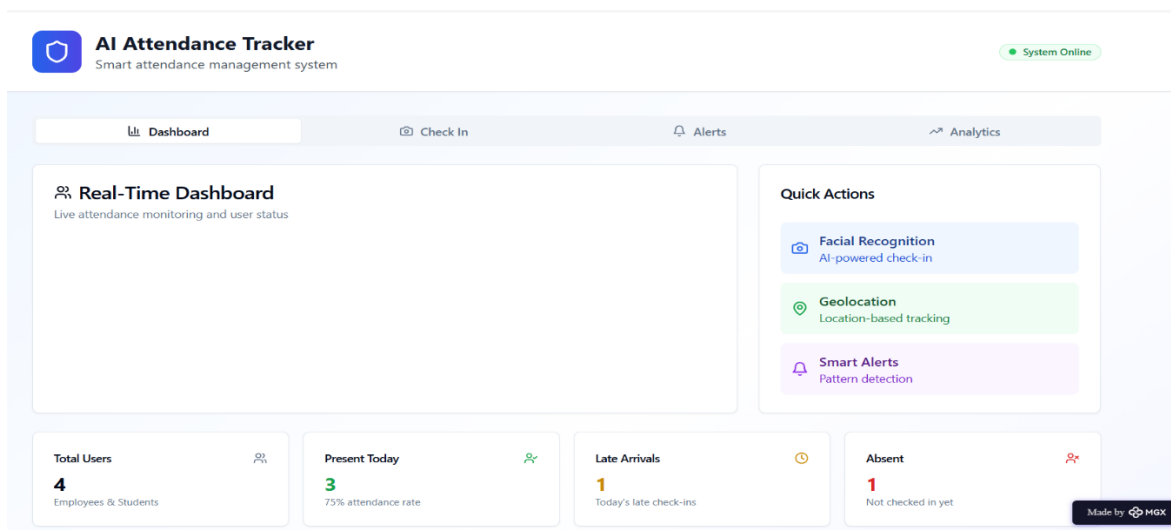 AI Attendance Tracker
Smart attendance management system
System Online
Dashboard
Check In
Alerts
Analytics
Real-Time Dashboard
Live attendance monitoring and user status
Quick Actions
Facial Recognition
AI-powered check-in
Geolocation
Location-based tracking
Smart Alerts
Pattern detection
Total Users
4
Employees & Students
Present Today
3
75% attendance rate
Late Arrivals
1
Today's late check-ins
Absent
1
Not checked in yet
Made by MGX